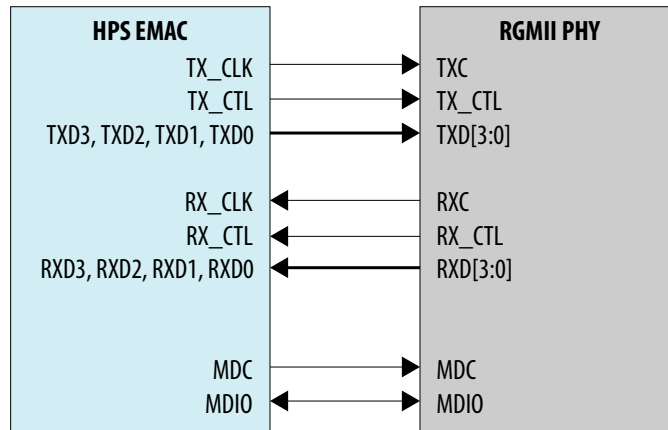 HPS EMAC
RGMII PHY
TX_CLK
TXC
TX_CTL
TX_CTL
TXD3, TXD2, TXD1, TXD0
TXD[3:0]
RX_CLK
RXC
RX_CTL
RX_CTL
RXD3, RXD2, RXD1, RXD0
RXD[3:0]
MDC
MDC
MDIO
MDIO